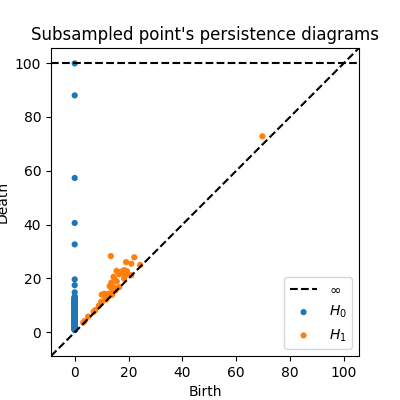 Subsampled point's persistence diagrams
100
80
60
40
20
0
Death
∞
H₀
H₁
0 20 40 60 80 100
Birth